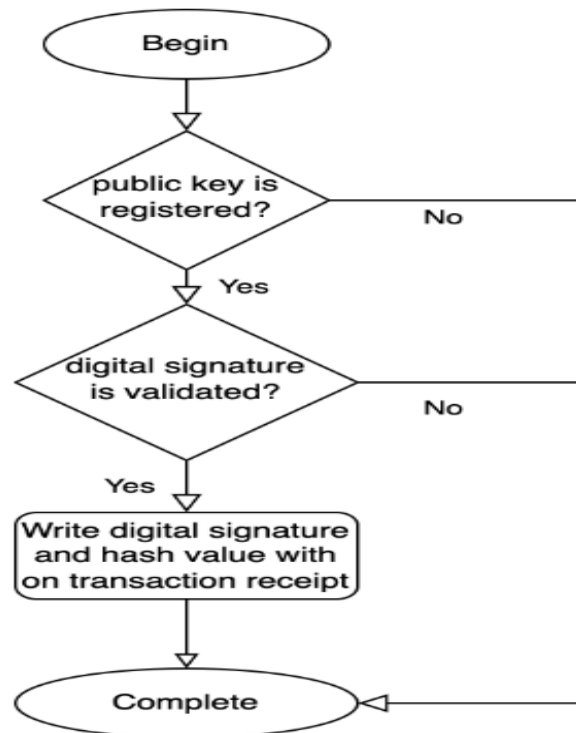 Begin
public key is
registered?
No
Yes
digital signature
is validated?
No
Yes
Write digital signature
and hash value with
on transaction receipt
Complete